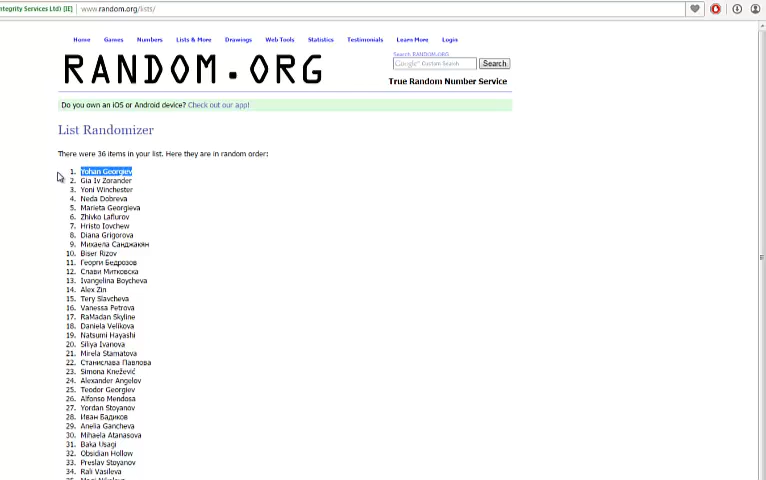 ntegrity Services Ltd) [IE] www.random.org/lists/
Home Games Numbers Lists & More Drawings Web Tools Statistics Testimonials Learn More Login
RANDOM.ORG
Search RANDOM.ORG
Google™ Custom Search Search
True Random Number Service
Do you own an iOS or Android device? Check out our app!
List Randomizer
There were 36 items in your list. Here they are in random order:
1. Yohan Georgiev
2. Gia Iv Zorander
3. Yoni Winchester
4. Neda Dobreva
5. Marieta Georgieva
6. Zhivko Laflurov
7. Hristo Iovchew
8. Diana Grigorova
9. Михаела Санджакян
10. Biser Rizov
11. Георги Бедрозов
12. Слави Митковска
13. Ivangelina Boycheva
14. Alex Zin
15. Tery Slavcheva
16. Vanessa Petrova
17. RaMadan Skyline
18. Daniela Velikova
19. Natsumi Hayashi
20. Siliya Ivanova
21. Mirela Stamatova
22. Станислава Павлова
23. Simona Knežević
24. Alexander Angelov
25. Teodor Georgiev
26. Alfonso Mendosa
27. Yordan Stoyanov
28. Иван Бадиков
29. Anelia Gancheva
30. Mihaela Atanasova
31. Baka Usagi
32. Obsidian Hollow
33. Preslav Stoyanov
34. Rali Vasileva